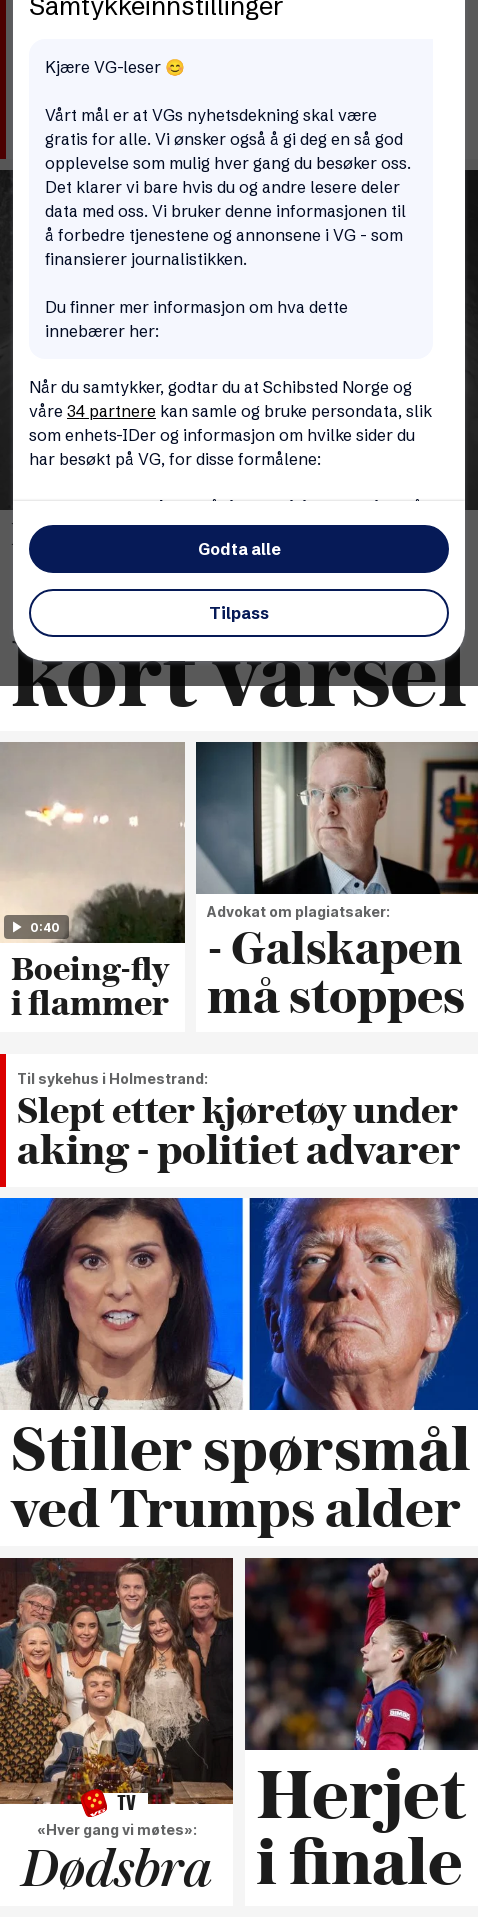 Samtykkeinnstillinger
Kjære VG-leser 😊
Vårt mål er at VGs nyhetsdekning skal være
gratis for alle. Vi ønsker også å gi deg en så god
opplevelse som mulig hver gang du besøker oss.
Det klarer vi bare hvis du og andre lesere deler
data med oss. Vi bruker denne informasjonen til
å forbedre tjenestene og annonsene i VG - som
finansierer journalistikken.
Du finner mer informasjon om hva dette
innebærer her:
Når du samtykker, godtar du at Schibsted Norge og
våre 34 partnere kan samle og bruke persondata, slik
som enhets-IDer og informasjon om hvilke sider du
har besøkt på VG, for disse formålene:
Godta alle
Tilpass
kort varsel
0:40
Boeing-fly
i flammer
Advokat om plagiatsaker:
- Galskapen
må stoppes
Til sykehus i Holmestrand:
Slept etter kjøretøy under
aking - politiet advarer
Stiller spørsmål
ved Trumps alder
TV
«Hver gang vi møtes»:
Dødsbra
Herjet
i finale